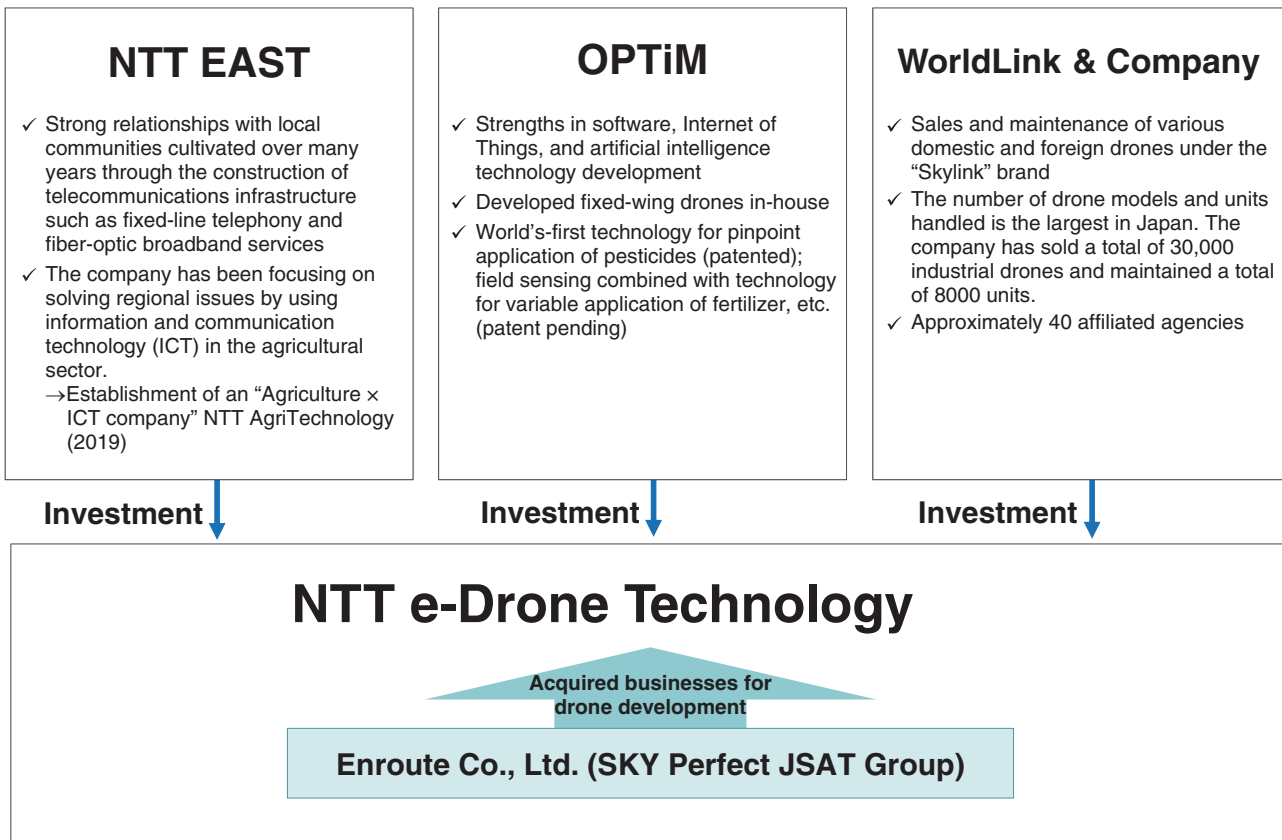 NTT EAST
✓ Strong relationships with local
communities cultivated over many
years through the construction of
telecommunications infrastructure
such as fixed-line telephony and
fiber-optic broadband services
✓ The company has been focusing on
solving regional issues by using
information and communication
technology (ICT) in the agricultural
sector.
→Establishment of an “Agriculture ×
ICT company” NTT AgriTechnology
(2019)
OPTiM
✓ Strengths in software, Internet of
Things, and artificial intelligence
technology development
✓ Developed fixed-wing drones in-house
✓ World’s-first technology for pinpoint
application of pesticides (patented);
field sensing combined with technology
for variable application of fertilizer, etc.
(patent pending)
WorldLink & Company
✓ Sales and maintenance of various
domestic and foreign drones under the
“Skylink” brand
✓ The number of drone models and units
handled is the largest in Japan. The
company has sold a total of 30,000
industrial drones and maintained a total
of 8000 units.
✓ Approximately 40 affiliated agencies
Investment
Investment
Investment
NTT e-Drone Technology
Acquired businesses for
drone development
Enroute Co., Ltd. (SKY Perfect JSAT Group)